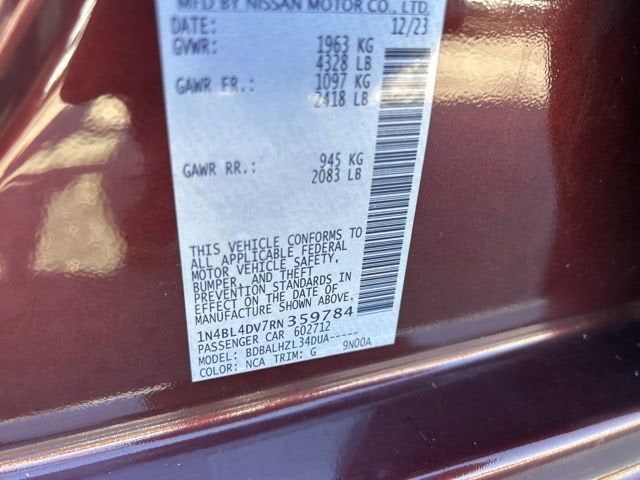 MFD BY NISSAN MOTOR CO., LTD.
DATE: 12/23
GVWR: 1963 KG
4328 LB
GAWR FR.: 1097 KG
2418 LB
GAWR RR.: 945 KG
2083 LB
THIS VEHICLE CONFORMS TO
ALL APPLICABLE FEDERAL
MOTOR VEHICLE SAFETY,
BUMPER, AND THEFT
PREVENTION STANDARDS IN
EFFECT ON THE DATE OF
MANUFACTURE SHOWN ABOVE.
1N4BL4DV7RN359784
PASSENGER CAR 602712
MODEL: BDBALHZL34DUA-----
COLOR: NCA TRIM: G 9N00A